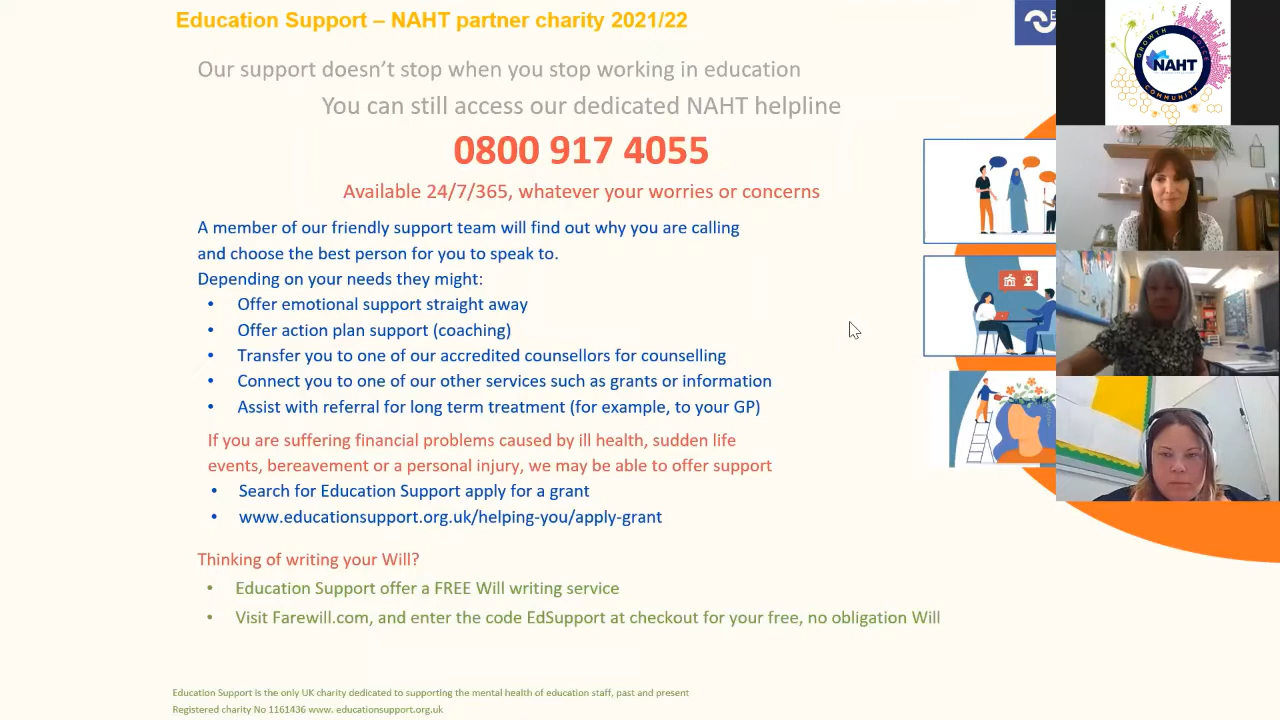 Education Support – NAHT partner charity 2021/22
Our support doesn't stop when you stop working in education
You can still access our dedicated NAHT helpline
0800 917 4055
Available 24/7/365, whatever your worries or concerns
A member of our friendly support team will find out why you are calling
and choose the best person for you to speak to.
Depending on your needs they might:
• Offer emotional support straight away
• Offer action plan support (coaching)
• Transfer you to one of our accredited counsellors for counselling
• Connect you to one of our other services such as grants or information
• Assist with referral for long term treatment (for example, to your GP)
If you are suffering financial problems caused by ill health, sudden life
events, bereavement or a personal injury, we may be able to offer support
• Search for Education Support apply for a grant
• www.educationsupport.org.uk/helping-you/apply-grant
Thinking of writing your Will?
• Education Support offer a FREE Will writing service
• Visit Farewill.com, and enter the code EdSupport at checkout for your free, no obligation Will
Education Support is the only UK charity dedicated to supporting the mental health of education staff, past and present
Registered charity No 1161436 www. educationsupport.org.uk
GROWTH
VOICE
NAHT
COMMUNITY